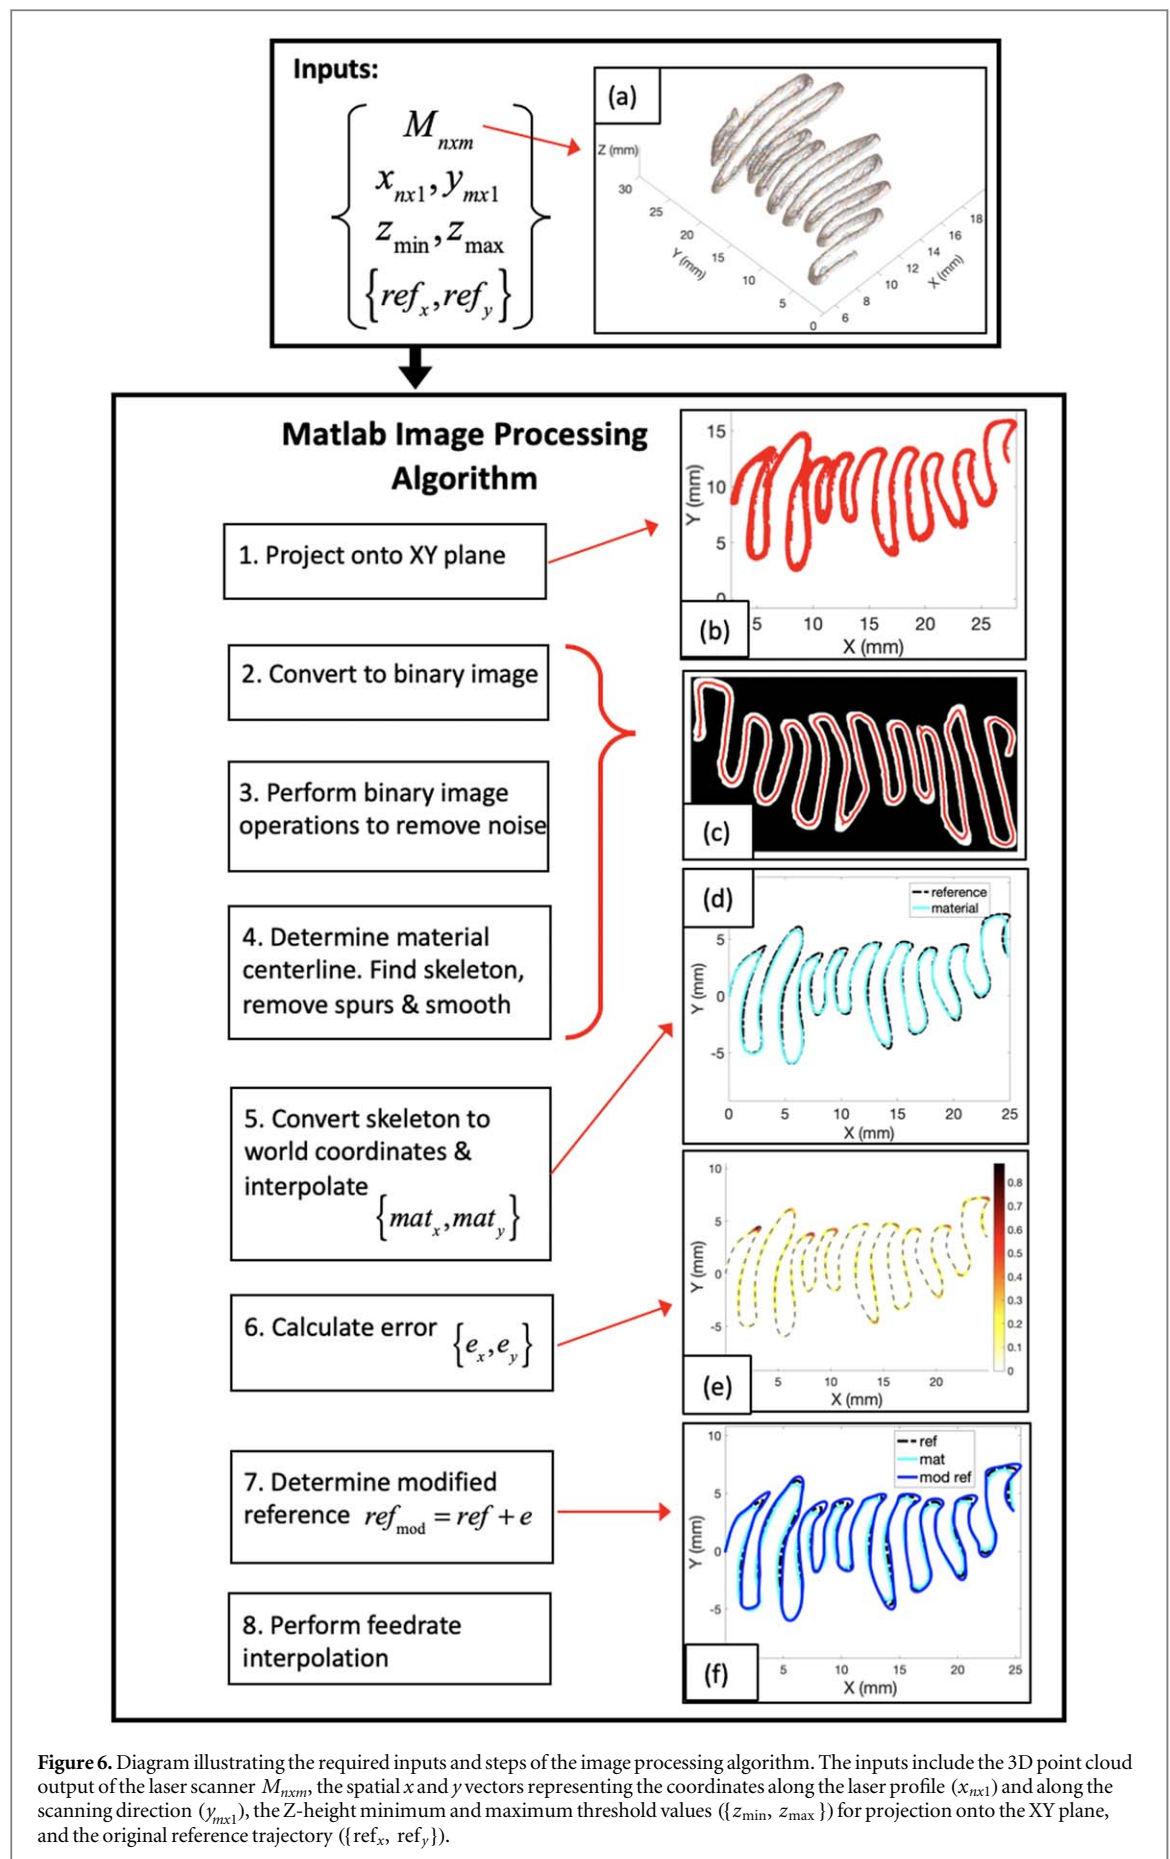 Inputs:
M_nxm
x_nx1, y_mx1
z_min, z_max
{ref_x, ref_y}
(a)
Z (mm)
30
25
20
15
10
5
0
Y (mm)
6
8
10
12
14
16
18
X (mm)
Matlab Image Processing
Algorithm
1. Project onto XY plane
15
10
5
0
Y (mm)
(b)
5 10 15 20 25
X (mm)
2. Convert to binary image
3. Perform binary image
operations to remove noise
(c)
4. Determine material
centerline. Find skeleton,
remove spurs & smooth
(d)
reference
material
5
0
-5
Y (mm)
0 5 10 15 20 25
X (mm)
5. Convert skeleton to
world coordinates &
interpolate
{mat_x, mat_y}
10
5
0
-5
Y (mm)
0.8
0.7
0.6
0.5
0.4
0.3
0.2
0.1
0
(e)
5 10 15 20
X (mm)
6. Calculate error {e_x, e_y}
7. Determine modified
reference ref_mod = ref + e
ref
mat
mod ref
10
5
0
-5
Y (mm)
(f)
5 10 15 20 25
X (mm)
8. Perform feedrate
interpolation
Figure 6. Diagram illustrating the required inputs and steps of the image processing algorithm. The inputs include the 3D point cloud
output of the laser scanner M_nxm, the spatial x and y vectors representing the coordinates along the laser profile (x_nx1) and along the
scanning direction (y_mx1), the Z-height minimum and maximum threshold values ({z_min, z_max }) for projection onto the XY plane,
and the original reference trajectory ({ref_x, ref_y}).